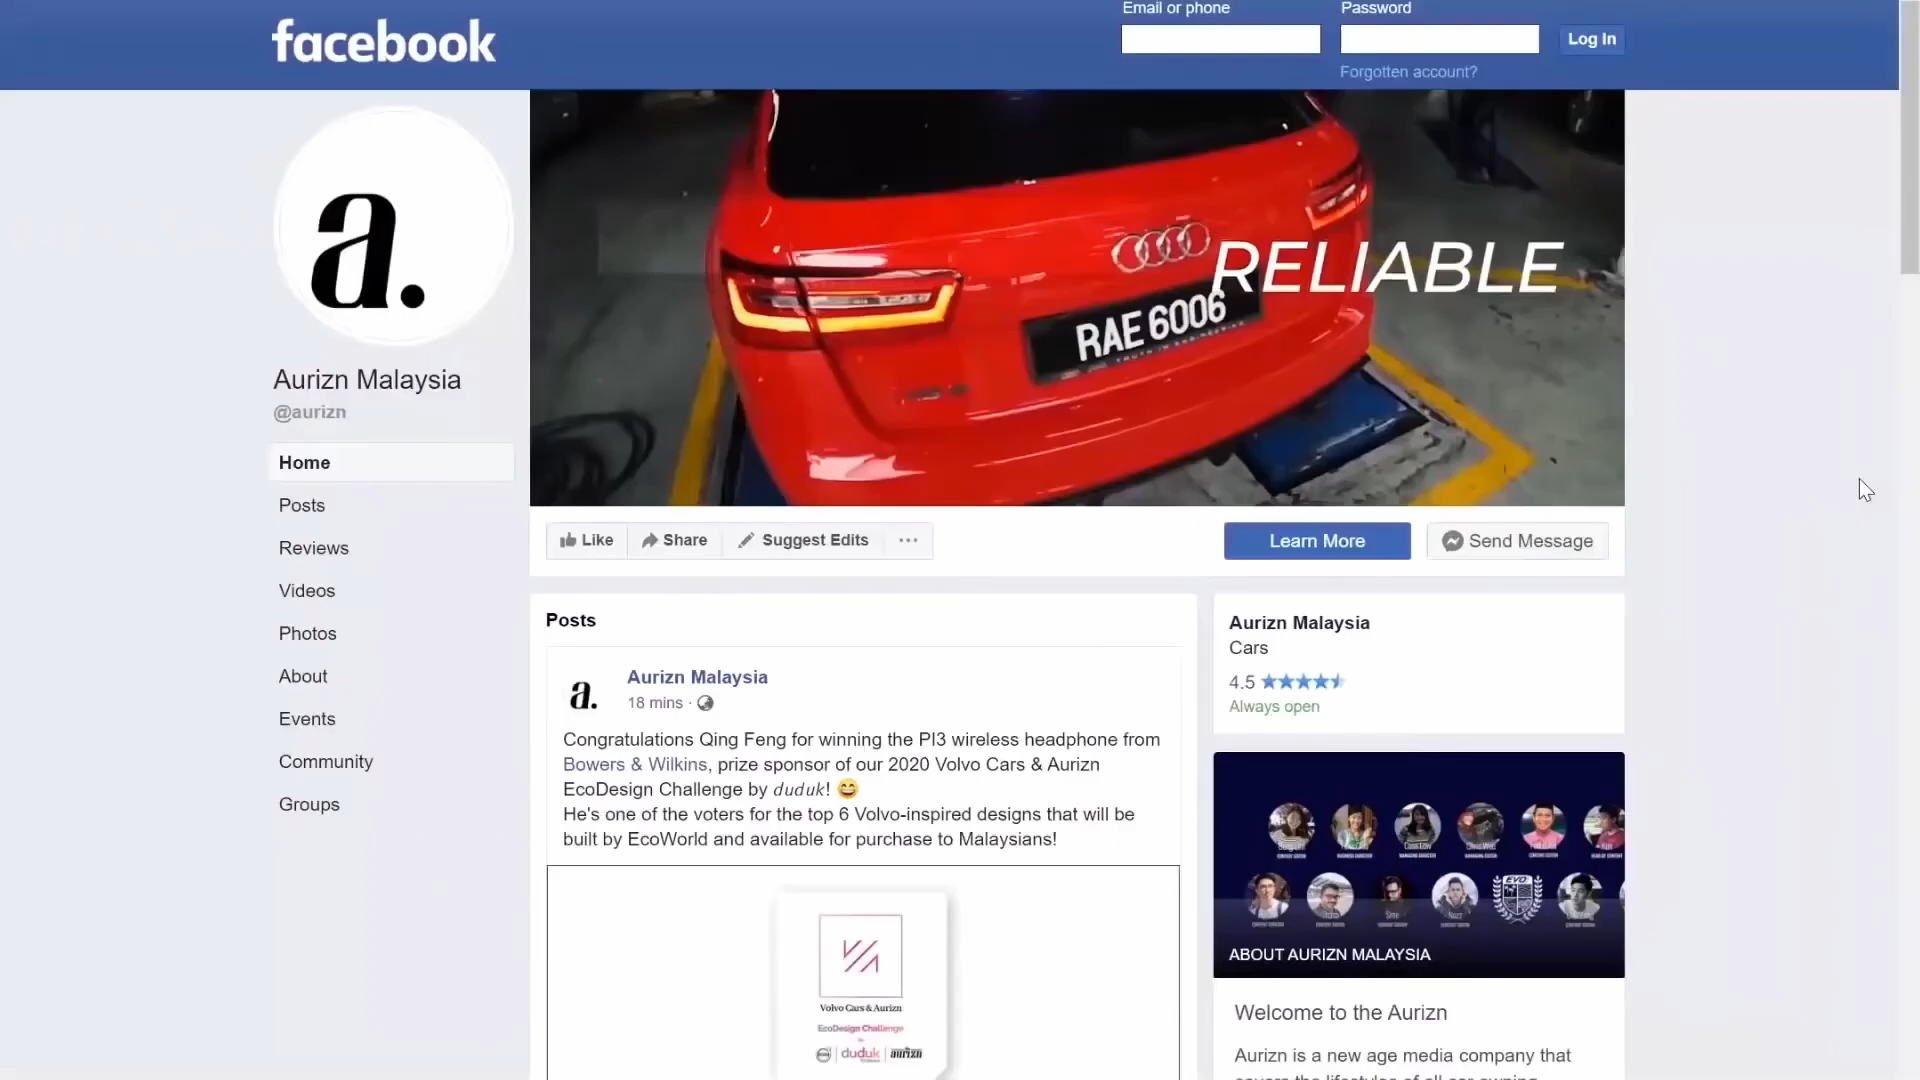 facebook
Email or phone
Password
Log In
Forgotten account?
a.
Aurizn Malaysia
@aurizn
Home
Posts
Reviews
Videos
Photos
About
Events
Community
Groups
RELIABLE
RAE 6006
Like
Share
Suggest Edits
Learn More
Send Message
Posts
a.
Aurizn Malaysia
18 mins ·
Congratulations Qing Feng for winning the PI3 wireless headphone from
Bowers & Wilkins, prize sponsor of our 2020 Volvo Cars & Aurizn
EcoDesign Challenge by duduk!
He's one of the voters for the top 6 Volvo-inspired designs that will be
built by EcoWorld and available for purchase to Malaysians!
Volvo Cars & Aurizn
EcoDesign Challenge
duduk
aurizn
Aurizn Malaysia
Cars
4.5
Always open
EVO
ABOUT AURIZN MALAYSIA
Welcome to the Aurizn
Aurizn is a new age media company that